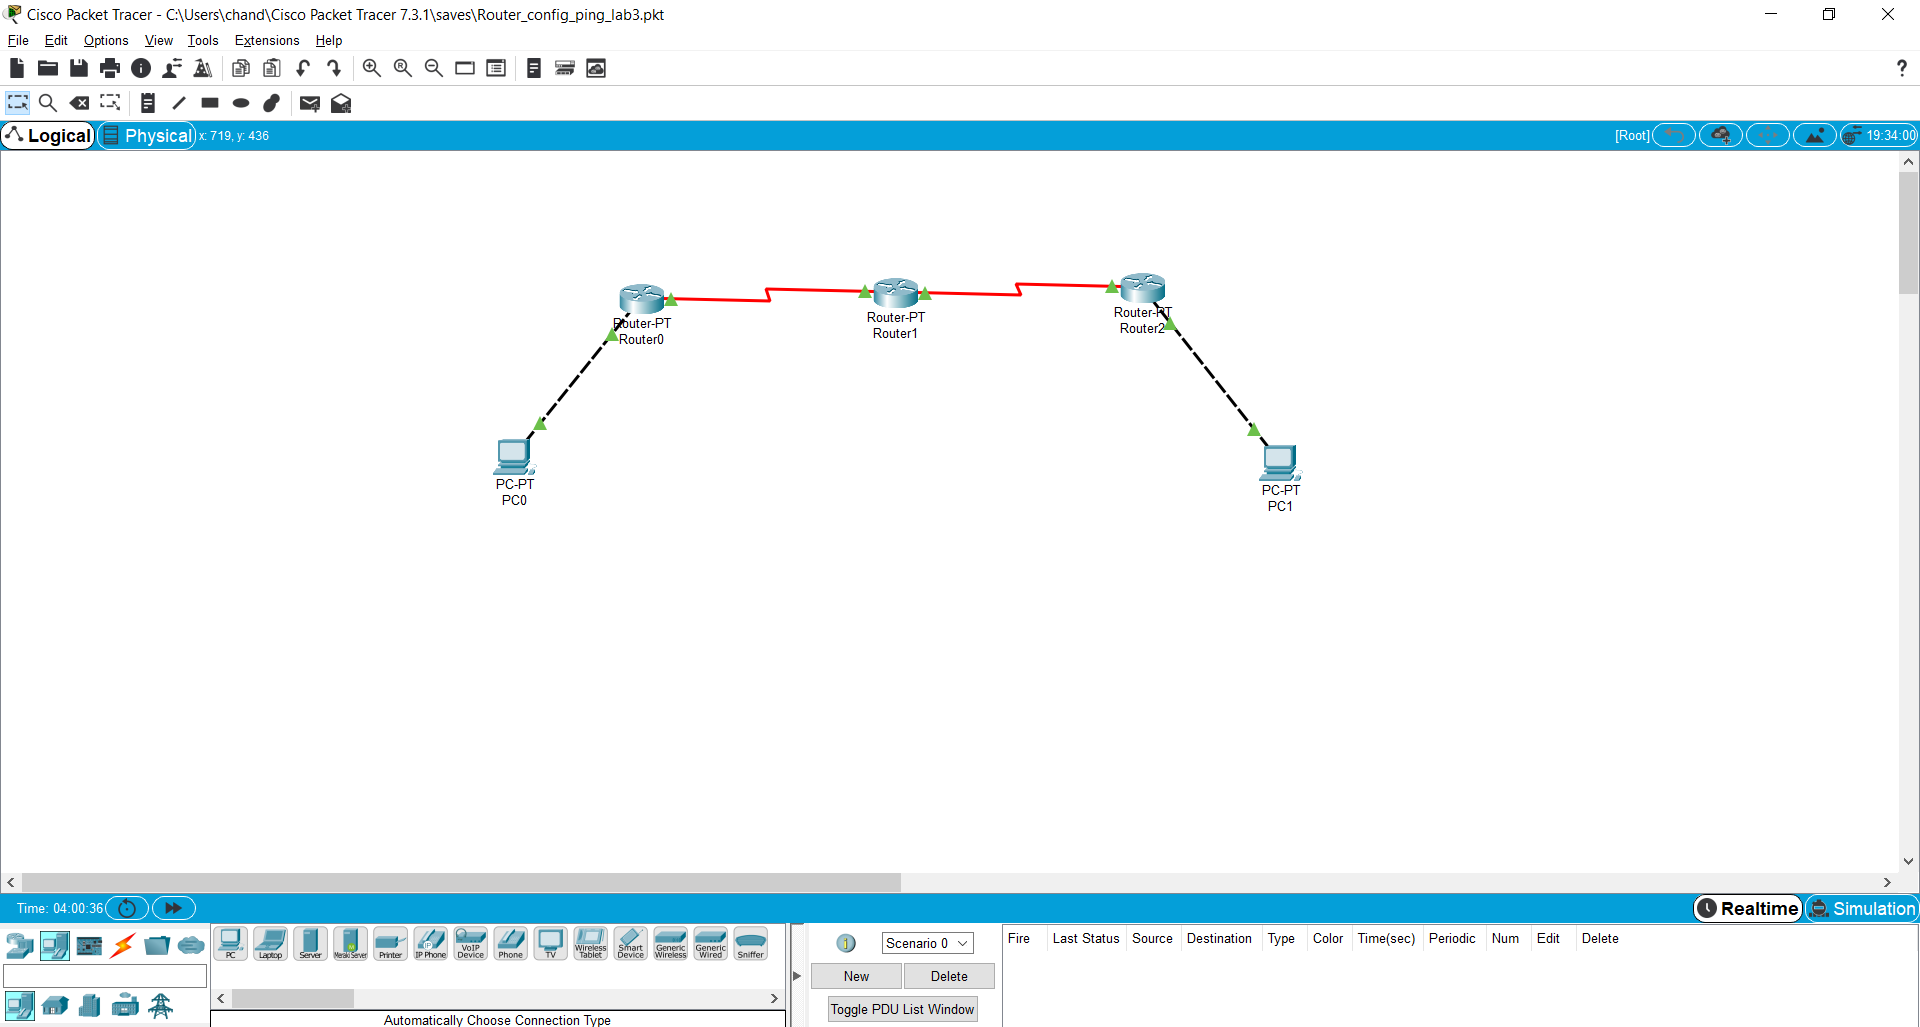 Cisco Packet Tracer - C:\Users\chand\Cisco Packet Tracer 7.3.1\saves\Router_config_ping_lab3.pkt
File Edit Options View Tools Extensions Help
Logical Physical x: 719, y: 436 [Root] 19:34:00
Router-PT
Router0
Router-PT
Router1
Router-PT
Router2
PC-PT
PC0
PC-PT
PC1
Time: 04:00:36 Realtime Simulation
PC Laptop Server Meraki Server Printer IP Phone VoIP Device Phone TV Wireless Tablet Smart Device Generic Wireless Generic Wired Sniffer
Automatically Choose Connection Type
Scenario 0
New Delete
Toggle PDU List Window
Fire Last Status Source Destination Type Color Time(sec) Periodic Num Edit Delete